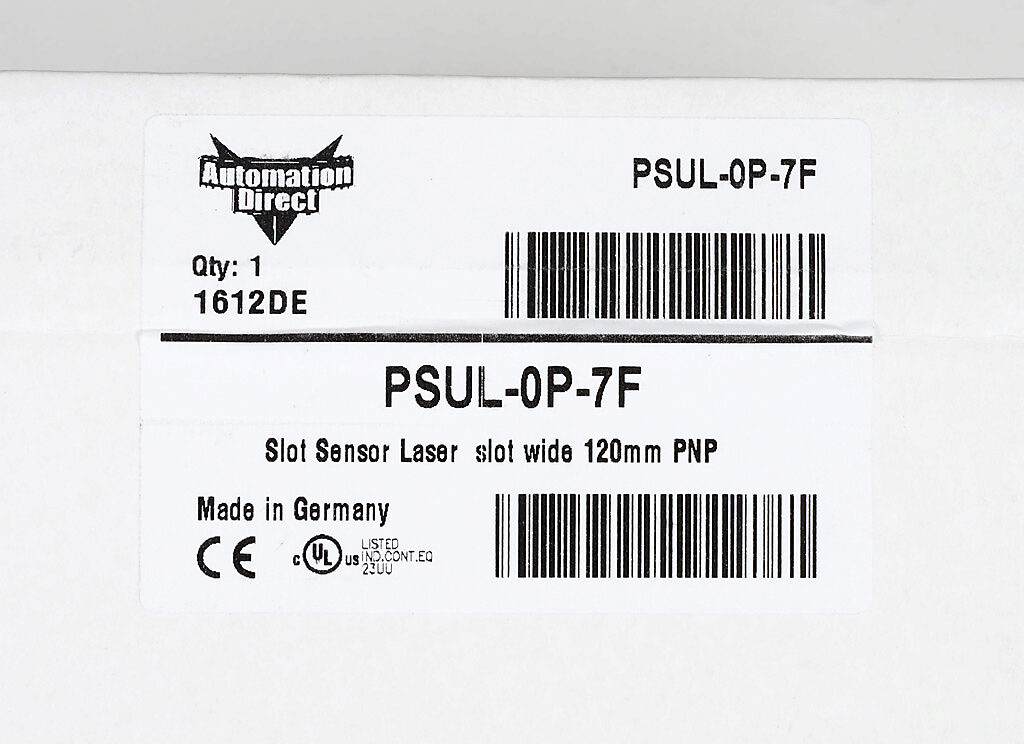 Automation
Direct
PSUL-0P-7F
Qty: 1
1612DE
PSUL-0P-7F
Slot Sensor Laser slot wide 120mm PNP
Made in Germany
CE
c UL us LISTED
IND.CONT.EQ
23UU